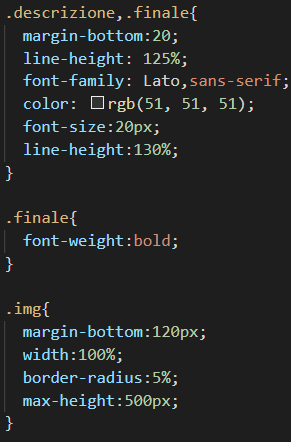 .descrizione,.finale{
margin-bottom:20;
line-height: 125%;
font-family: Lato,sans-serif;
color: rgb(51, 51, 51);
font-size:20px;
line-height:130%;
}
.finale{
font-weight:bold;
}
.img{
margin-bottom:120px;
width:100%;
border-radius:5%;
max-height:500px;
}